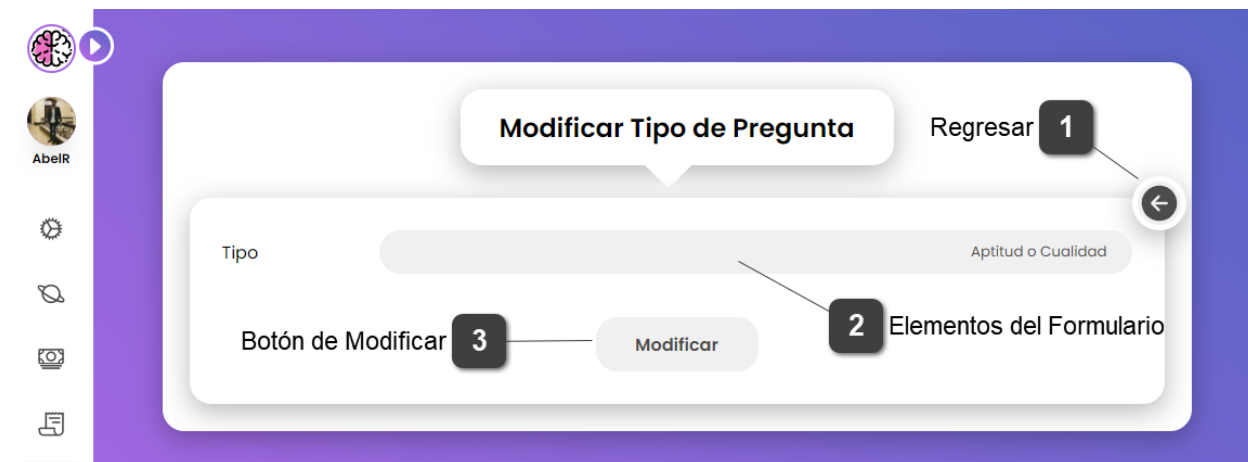 Modificar Tipo de Pregunta
Regresar 1
AbelR
Tipo
Aptitud o Cualidad
2 Elementos del Formulario
Botón de Modificar 3
Modificar